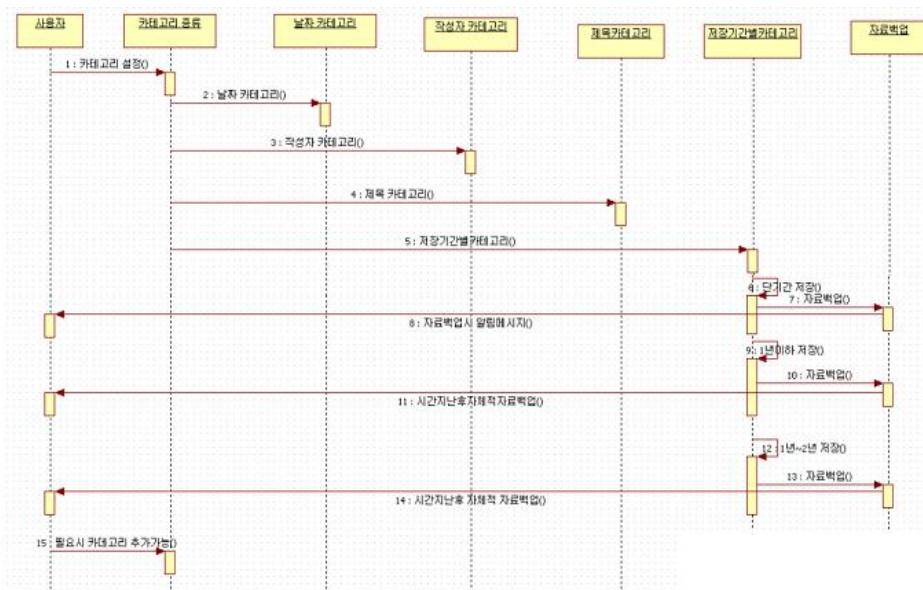 사용자
카테고리 종류
날짜 카테고리
작성자 카테고리
제목카테고리
저장기간별카테고리
자료백업
1 : 카테고리 설정()
2 : 날짜 카테고리()
3 : 작성자 카테고리()
4 : 제목 카테고리()
5 : 저장기간별카테고리()
6 : 단기간 저장()
7 : 자료백업()
8 : 자료백업시 알림메시지()
9 : 1년이하 저장()
10 : 자료백업()
11 : 시간지난후자체적자료백업()
12 : 1년~2년 저장()
13 : 자료백업()
14 : 시간지난후 자체적 자료백업()
15 : 필요시 카테고리 추가가능()